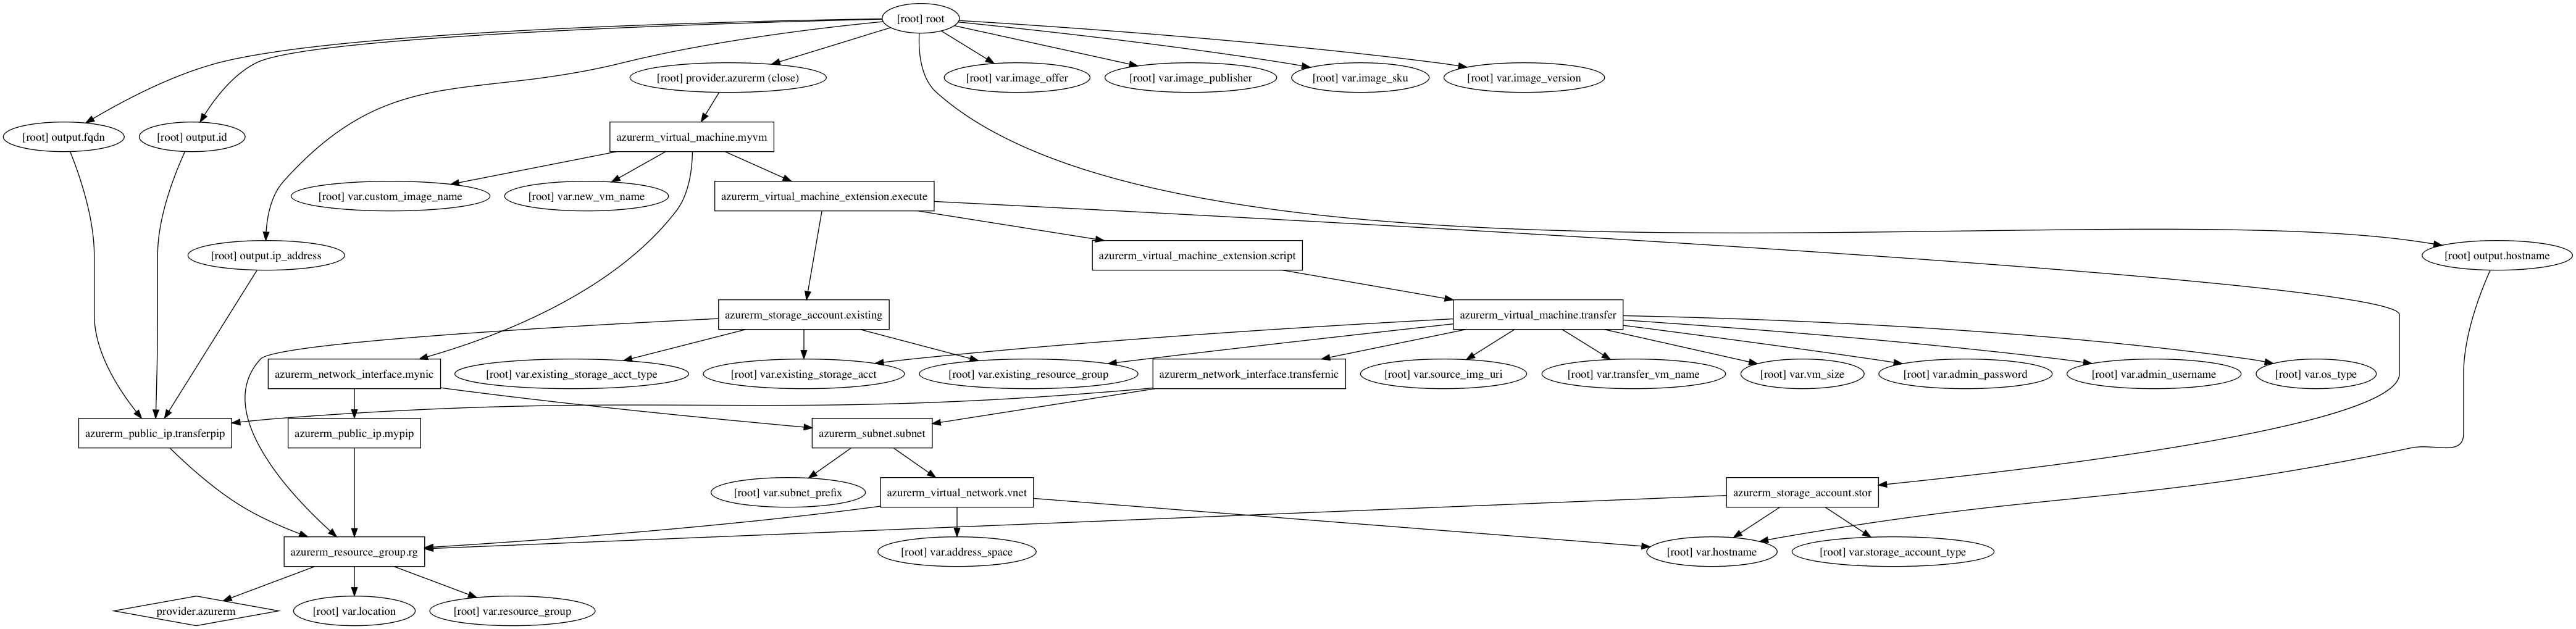 [root] root
[root] provider.azurerm (close)
[root] var.image_offer
[root] var.image_publisher
[root] var.image_sku
[root] var.image_version
[root] output.fqdn
[root] output.id
azurerm_virtual_machine.myvm
[root] var.custom_image_name
[root] var.new_vm_name
azurerm_virtual_machine_extension.execute
[root] output.ip_address
azurerm_virtual_machine_extension.script
[root] output.hostname
azurerm_storage_account.existing
azurerm_virtual_machine.transfer
azurerm_network_interface.mynic
[root] var.existing_storage_acct_type
[root] var.existing_storage_acct
[root] var.existing_resource_group
azurerm_network_interface.transfernic
[root] var.source_img_uri
[root] var.transfer_vm_name
[root] var.vm_size
[root] var.admin_password
[root] var.admin_username
[root] var.os_type
azurerm_public_ip.transferpip
azurerm_public_ip.mypip
azurerm_subnet.subnet
[root] var.subnet_prefix
azurerm_virtual_network.vnet
azurerm_storage_account.stor
azurerm_resource_group.rg
[root] var.address_space
[root] var.hostname
[root] var.storage_account_type
provider.azurerm
[root] var.location
[root] var.resource_group